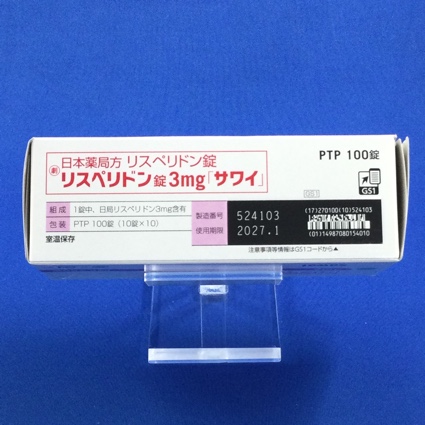 日本薬局方 リスペリドン錠
劇 リスペリドン錠3mg「サワイ」
PTP 100錠
GS1
GS1
組成 1錠中、日局リスペリドン3mg含有
包装 PTP 100錠(10錠×10)
室温保存
製造番号 524103
使用期限 2027.1
(17)270100(10)524103
(01)14987080154010
注意事項等情報はGS1コードから▲